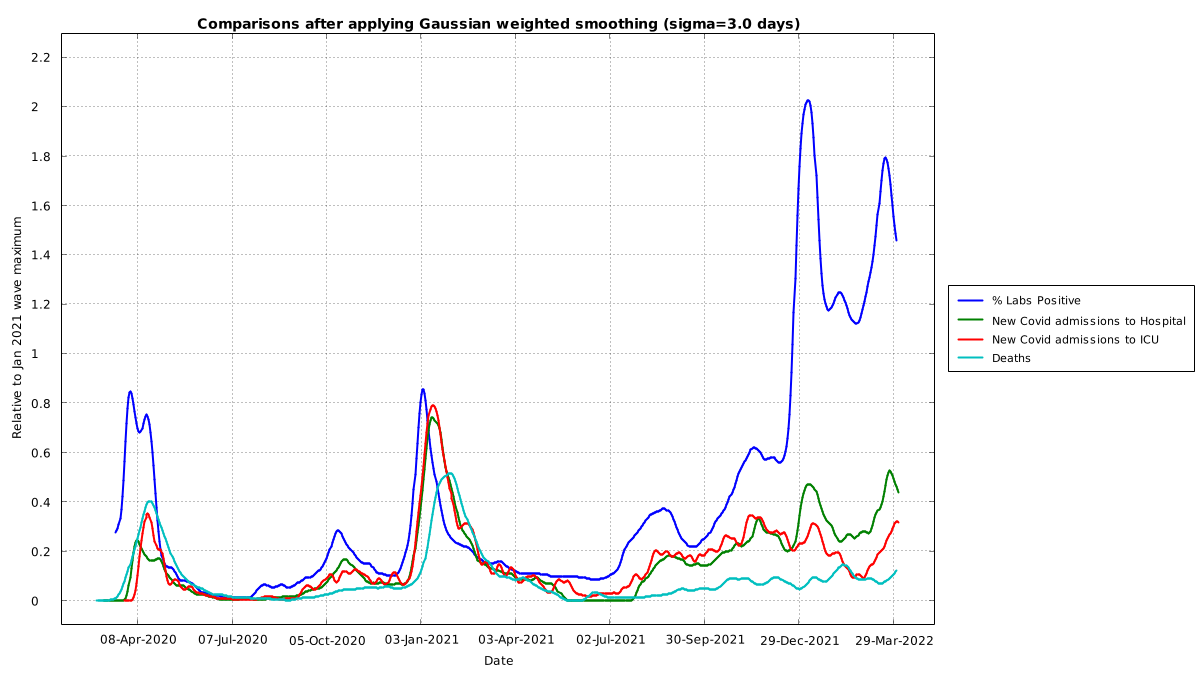 Comparisons after applying Gaussian weighted smoothing (sigma=3.0 days)
Relative to Jan 2021 wave maximum
2.2
2
1.8
1.6
1.4
1.2
1
0.8
0.6
0.4
0.2
0
08-Apr-2020 07-Jul-2020 05-Oct-2020 03-Jan-2021 03-Apr-2021 02-Jul-2021 30-Sep-2021 29-Dec-2021 29-Mar-2022
Date
% Labs Positive
New Covid admissions to Hospital
New Covid admissions to ICU
Deaths